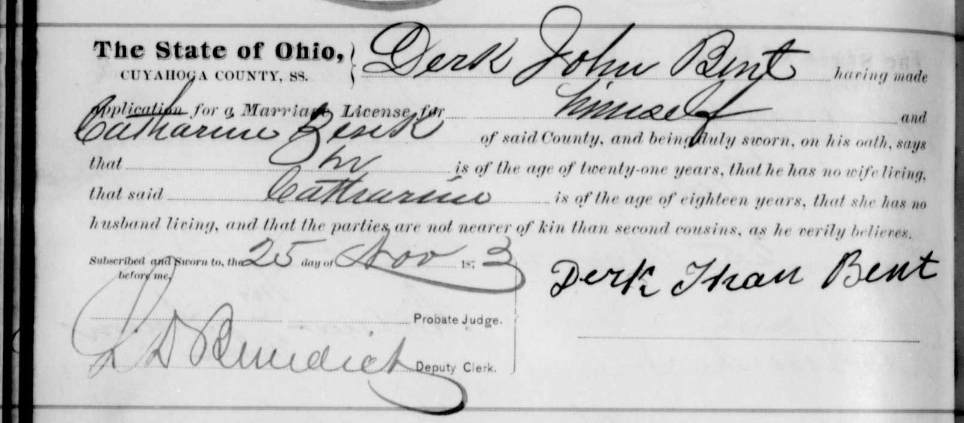 The State of Ohio, } Derk John Bent having made
CUYAHOGA COUNTY, SS.
Application for a Marriage License for himself and
Catharine of said County, and being duly sworn, on his oath, says
that he is of the age of twenty-one years, that he has no wife living,
that said Catharine is of the age of eighteen years, that she has no
husband living, and that the parties are not nearer of kin than second cousins, as he verily believes.
Subscribed and Sworn to, the 25 day of Nov 187 3
before me, Derk Bent
Probate Judge.
Benedict Deputy Clerk.